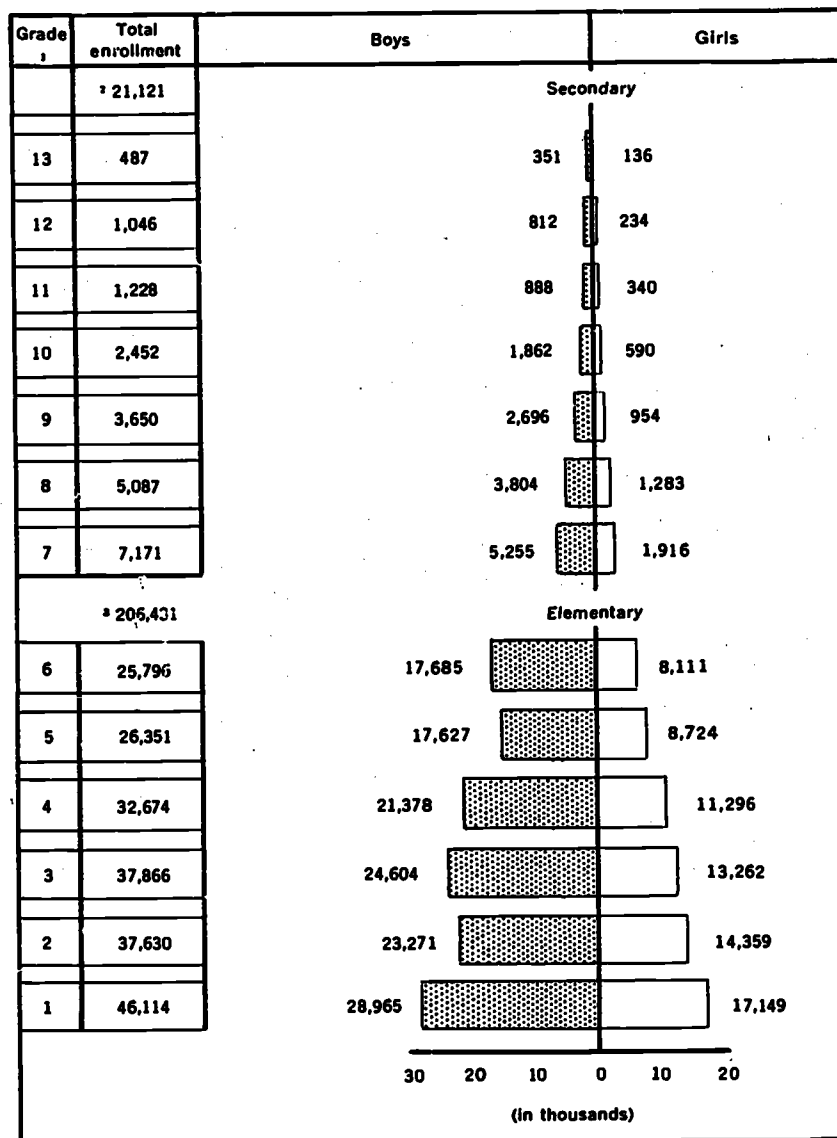 Grade Total enrollment Boys Girls
1
² 21,121 Secondary
13 487 351 136
12 1,046 812 234
11 1,228 888 340
10 2,452 1,862 590
9 3,650 2,696 954
8 5,087 3,804 1,283
7 7,171 5,255 1,916
³ 206,431 Elementary
6 25,796 17,685 8,111
5 26,351 17,627 8,724
4 32,674 21,378 11,296
3 37,866 24,604 13,262
2 37,630 23,271 14,359
1 46,114 28,965 17,149
30 20 10 0 10 20
(in thousands)